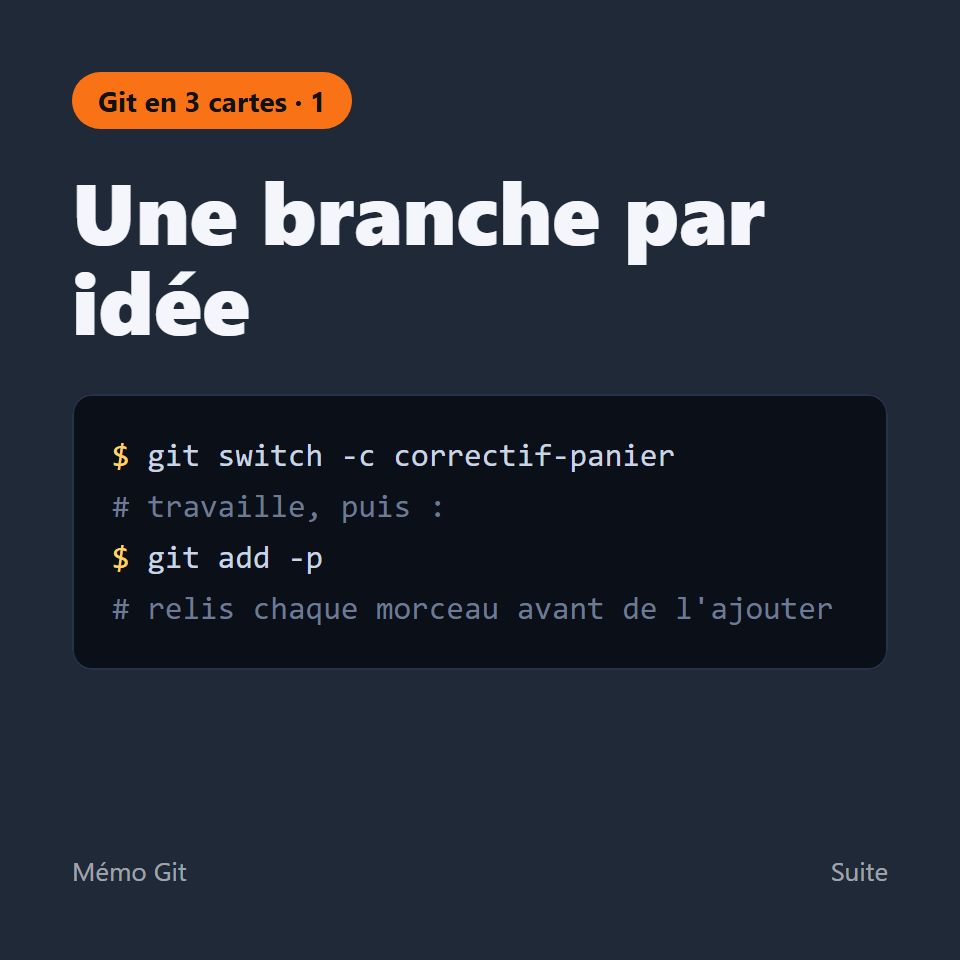 Git en 3 cartes · 1
Une branche par
idée
$ git switch -c correctif-panier
# travaille, puis :
$ git add -p
# relis chaque morceau avant de l'ajouter
Mémo Git
Suite